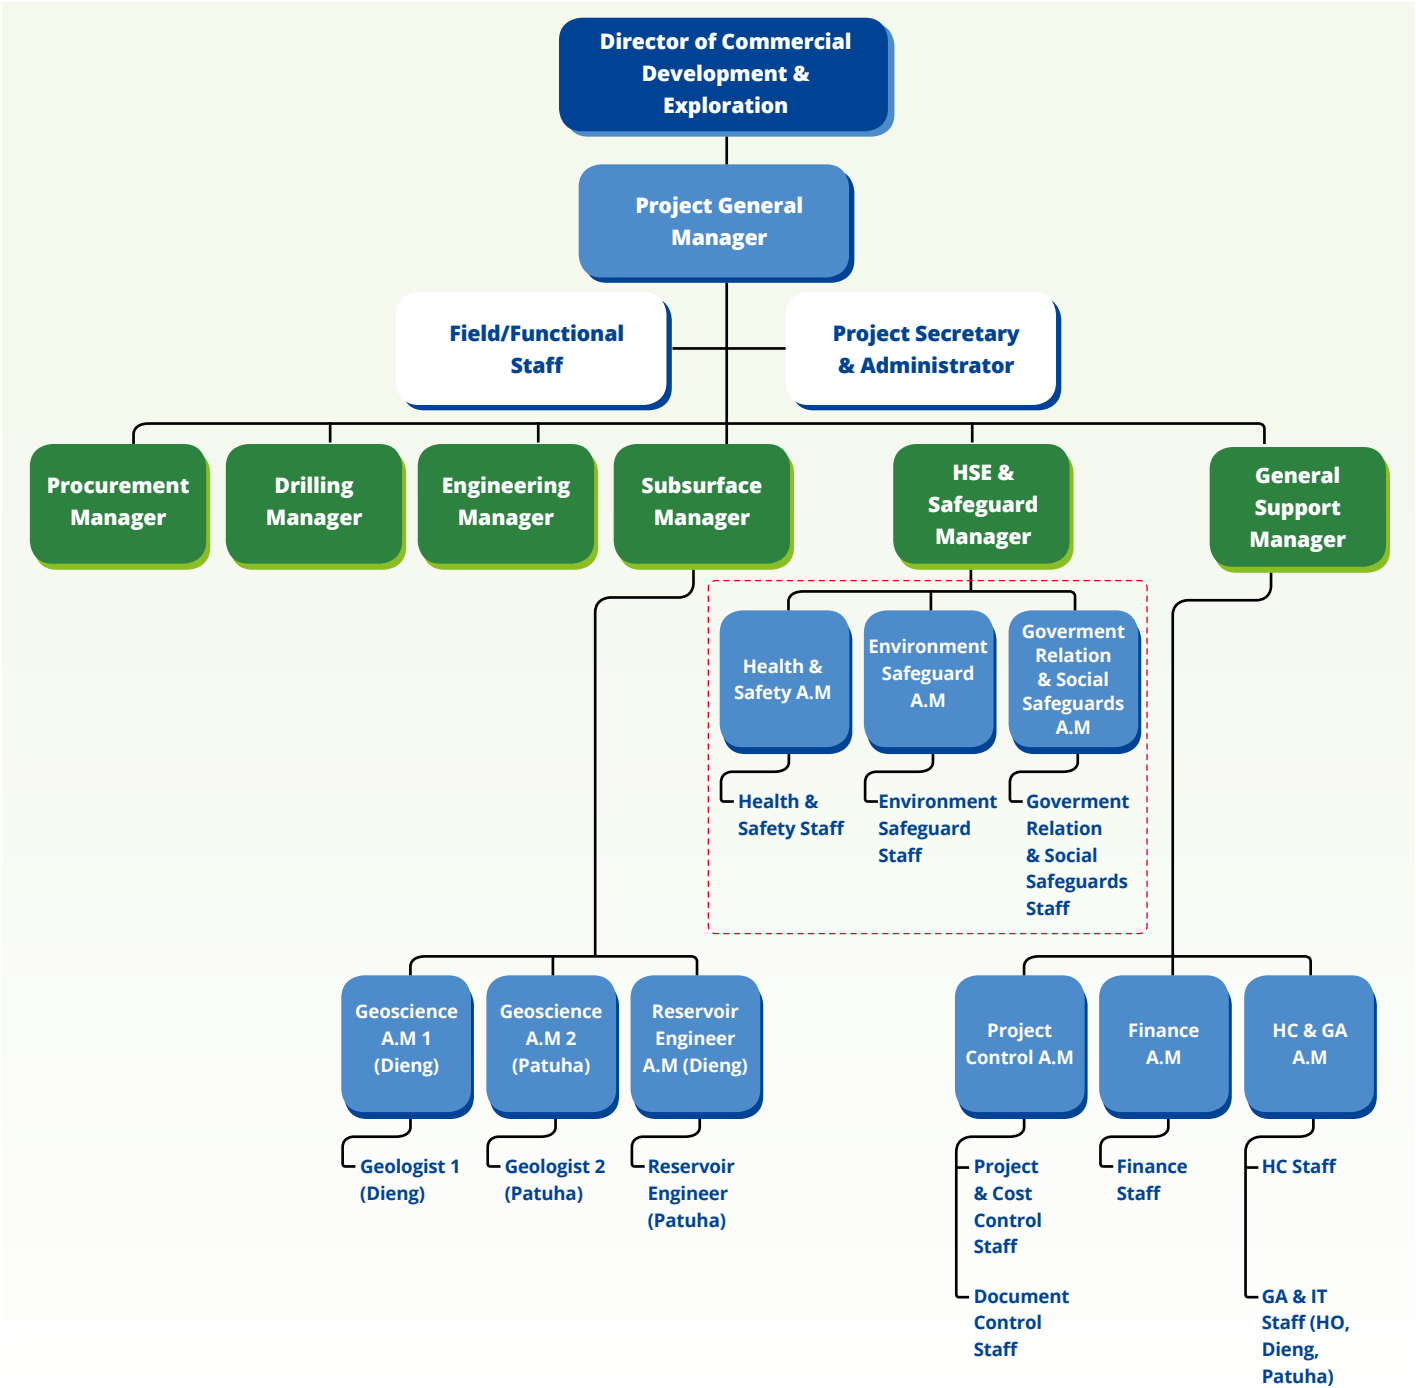 Director of Commercial
Development &
Exploration
Project General
Manager
Field/Functional
Staff
Project Secretary
& Administrator
Procurement
Manager
Drilling
Manager
Engineering
Manager
Subsurface
Manager
HSE &
Safeguard
Manager
General
Support
Manager
Health &
Safety A.M
Environment
Safeguard
A.M
Goverment
Relation
& Social
Safeguards
A.M
Health &
Safety Staff
Environment
Safeguard
Staff
Goverment
Relation
& Social
Safeguards
Staff
Geoscience
A.M 1
(Dieng)
Geoscience
A.M 2
(Patuha)
Reservoir
Engineer
A.M (Dieng)
Project
Control A.M
Finance
A.M
HC & GA
A.M
Geologist 1
(Dieng)
Geologist 2
(Patuha)
Reservoir
Engineer
(Patuha)
Project
& Cost
Control
Staff
Document
Control
Staff
Finance
Staff
HC Staff
GA & IT
Staff (HO,
Dieng,
Patuha)